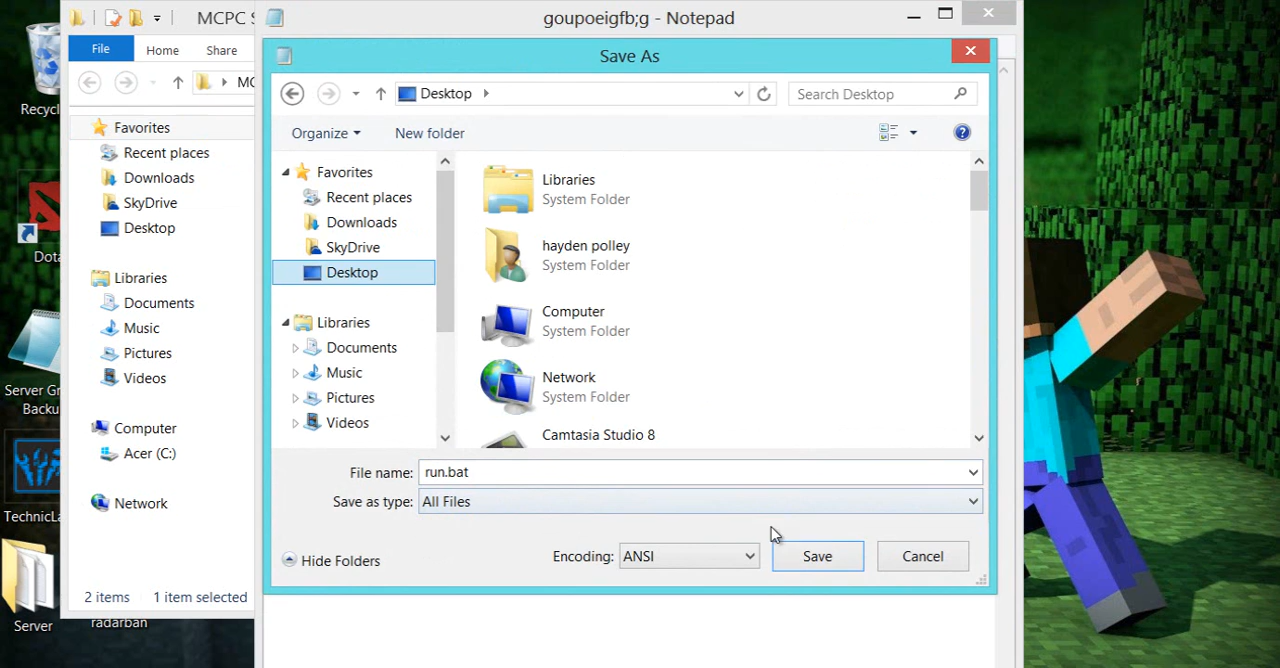 MCPC S
goupoeigfb;g - Notepad
File
Home
Share
MC
Favorites
Recent places
Downloads
SkyDrive
Desktop
Libraries
Documents
Music
Pictures
Videos
Computer
Acer (C:)
Network
2 items
1 item selected
Recycl
Dota
Server Gr
Backu
TechnicLa
Server
radarban
Save As
Desktop
Search Desktop
Organize
New folder
Favorites
Recent places
Downloads
SkyDrive
Desktop
Libraries
Documents
Music
Pictures
Videos
Libraries
System Folder
hayden polley
System Folder
Computer
System Folder
Network
System Folder
Camtasia Studio 8
File name: run.bat
Save as type: All Files
Hide Folders
Encoding: ANSI
Save
Cancel